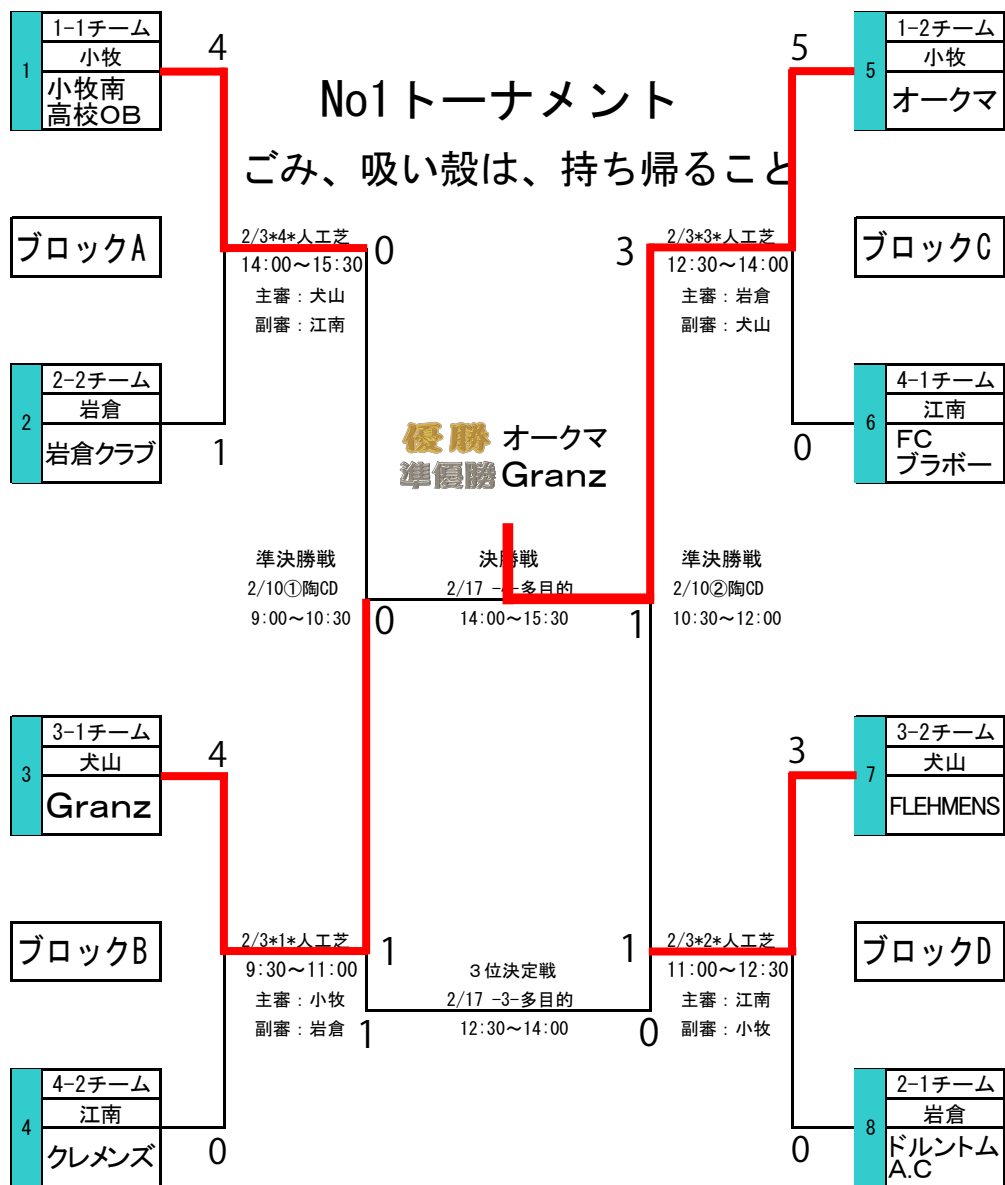 1-1チーム
1
小牧
小牧南
高校OB
4
5
1-2チーム
5
小牧
オークマ
No1トーナメント
ごみ、吸い殻は、持ち帰ること
ブロックA
2/3*4*人工芝
14:00～15:30
主審：犬山
副審：江南
0
3
2/3*3*人工芝
12:30～14:00
主審：岩倉
副審：犬山
ブロックC
2-2チーム
2
岩倉
岩倉クラブ
1
優勝 オークマ
準優勝 Granz
0
4-1チーム
6
江南
FC
ブラボー
準決勝戦
2/10①陶CD
9:00～10:30
0
決勝戦
2/17 -4-多目的
14:00～15:30
1
準決勝戦
2/10②陶CD
10:30～12:00
3-1チーム
3
犬山
Granz
4
3
3-2チーム
7
犬山
FLEHMENS
ブロックB
2/3*1*人工芝
9:30～11:00
主審：小牧
副審：岩倉
1
1
3位決定戦
2/17 -3-多目的
12:30～14:00
1
0
2/3*2*人工芝
11:00～12:30
主審：江南
副審：小牧
ブロックD
4-2チーム
4
江南
クレメンズ
0
0
2-1チーム
8
岩倉
ドルントム
A.C